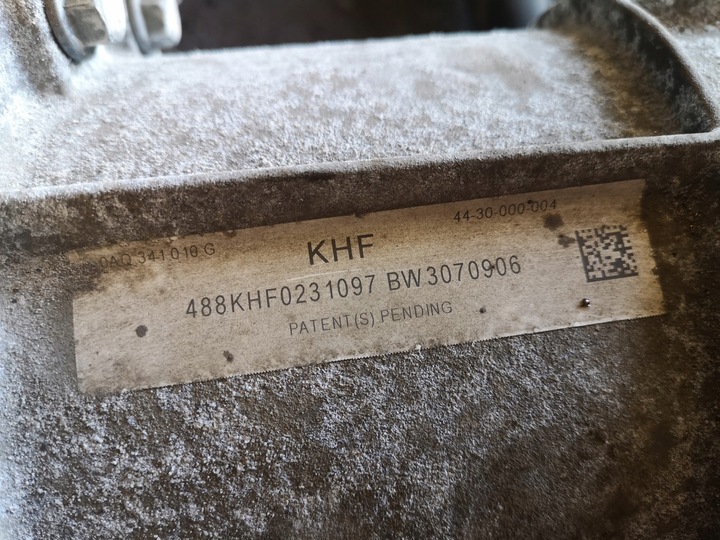 0AQ 341 010 G
KHF
44-30-000-004
488KHF0231097 BW3070906
PATENT(S) PENDING